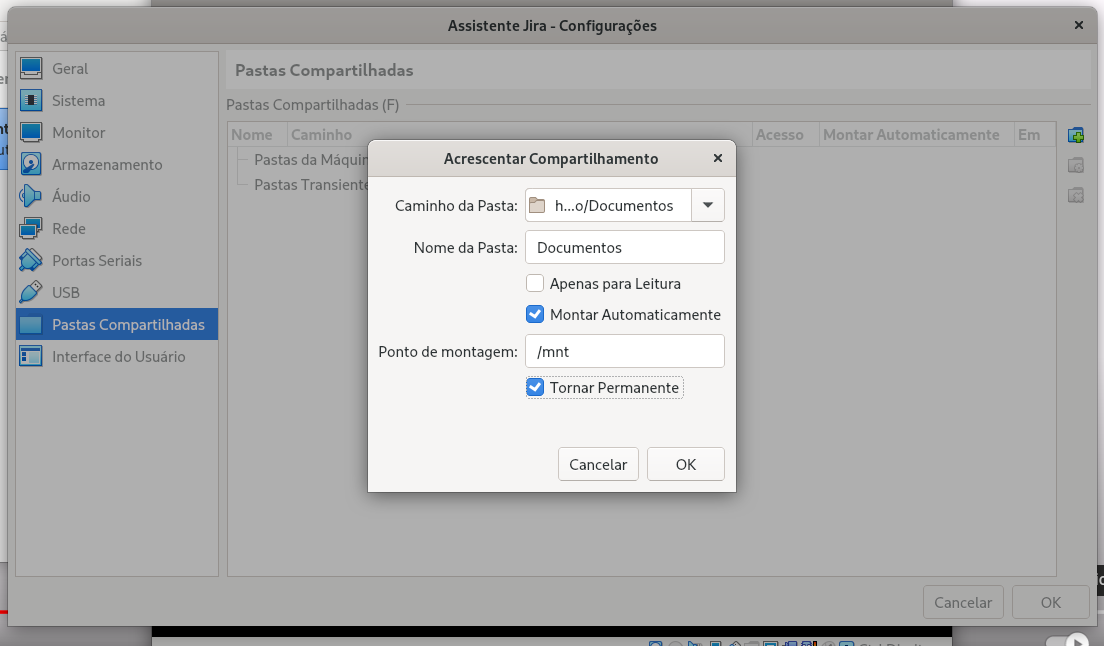 Assistente Jira - Configurações
Geral
Sistema
Monitor
Armazenamento
Áudio
Rede
Portas Seriais
USB
Pastas Compartilhadas
Interface do Usuário
Pastas Compartilhadas
Pastas Compartilhadas (F)
Nome Caminho Acesso Montar Automaticamente Em
Pastas da Máquin
Pastas Transiente
Acrescentar Compartilhamento
Caminho da Pasta: h...o/Documentos
Nome da Pasta: Documentos
Apenas para Leitura
Montar Automaticamente
Ponto de montagem: /mnt
Tornar Permanente
Cancelar OK
Cancelar OK